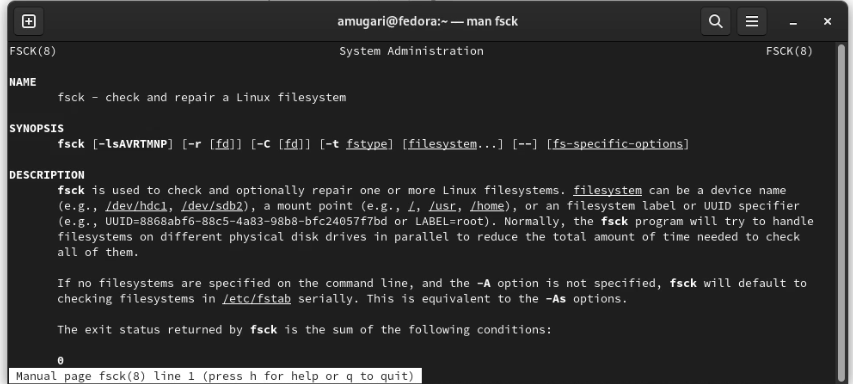 amugari@fedora:~ — man fsck
FSCK(8) System Administration FSCK(8)
NAME
fsck - check and repair a Linux filesystem
SYNOPSIS
fsck [-lsAVRTMNP] [-r [fd]] [-C [fd]] [-t fstype] [filesystem...] [--] [fs-specific-options]
DESCRIPTION
fsck is used to check and optionally repair one or more Linux filesystems. filesystem can be a device name
(e.g., /dev/hdc1, /dev/sdb2), a mount point (e.g., /, /usr, /home), or an filesystem label or UUID specifier
(e.g., UUID=8868abf6-88c5-4a83-98b8-bfc24057f7bd or LABEL=root). Normally, the fsck program will try to handle
filesystems on different physical disk drives in parallel to reduce the total amount of time needed to check
all of them.
If no filesystems are specified on the command line, and the -A option is not specified, fsck will default to
checking filesystems in /etc/fstab serially. This is equivalent to the -As options.
The exit status returned by fsck is the sum of the following conditions:
0
Manual page fsck(8) line 1 (press h for help or q to quit)